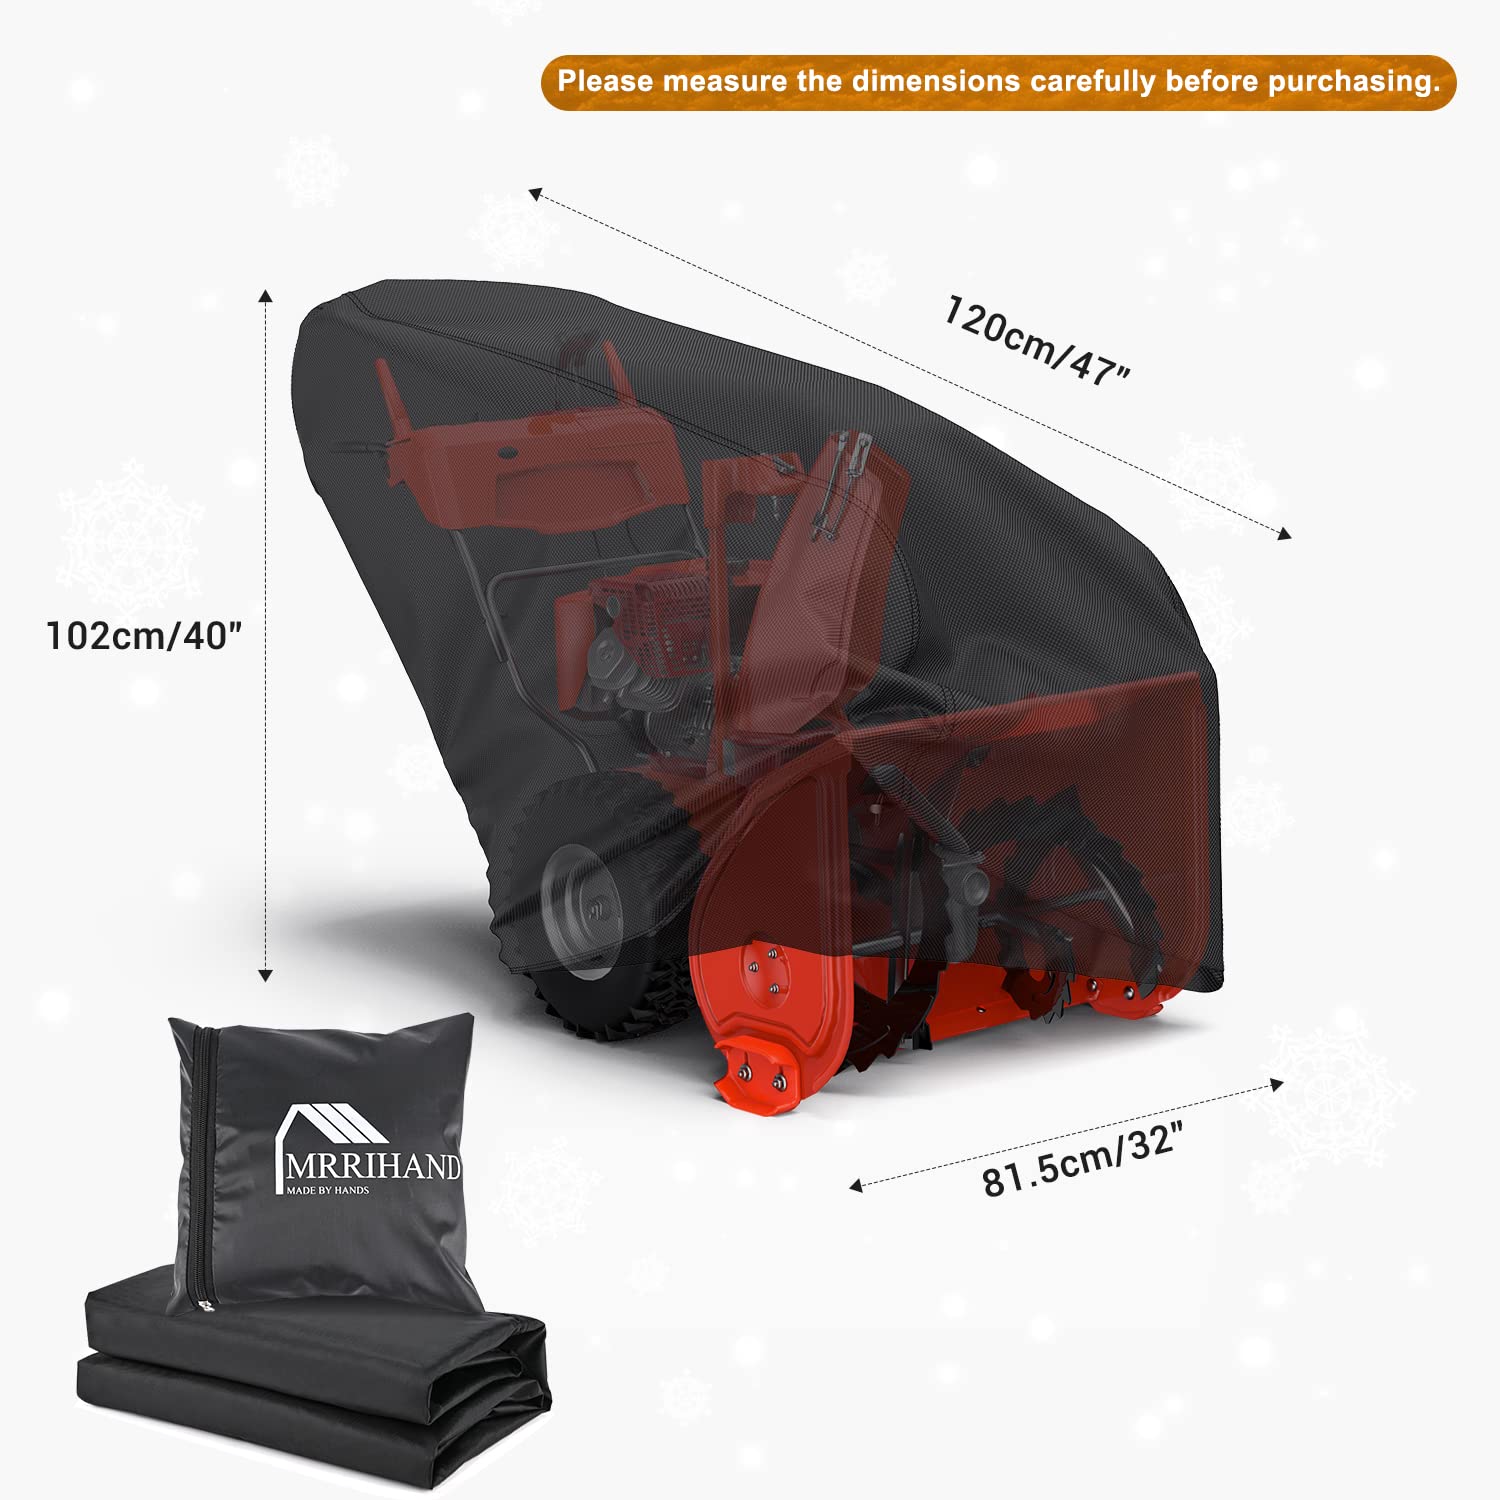 Please measure the dimensions carefully before purchasing.
120cm/47"
102cm/40"
81.5cm/32"
MRRIHAND
MADE BY HANDS